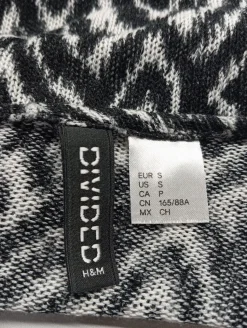 DIVIDED
H&M
EUR S
US S
CA P
CN 165/88A
MX CH